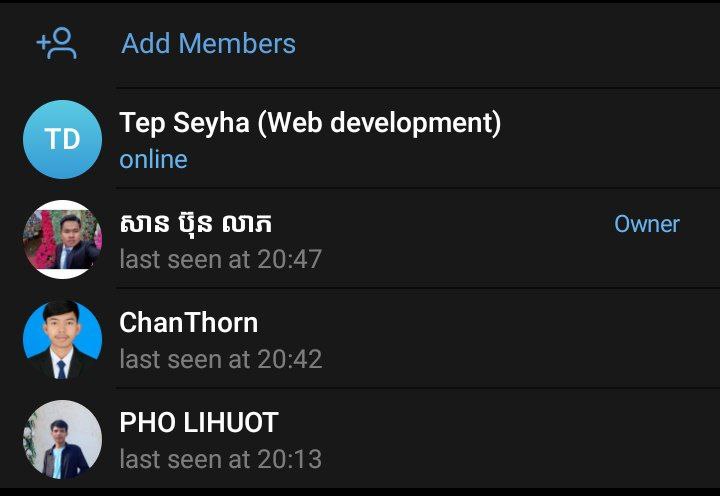 Add Members
TD
Tep Seyha (Web development)
online
សាន ប៊ុន លាភ
Owner
last seen at 20:47
ChanThorn
last seen at 20:42
PHO LIHUOT
last seen at 20:13